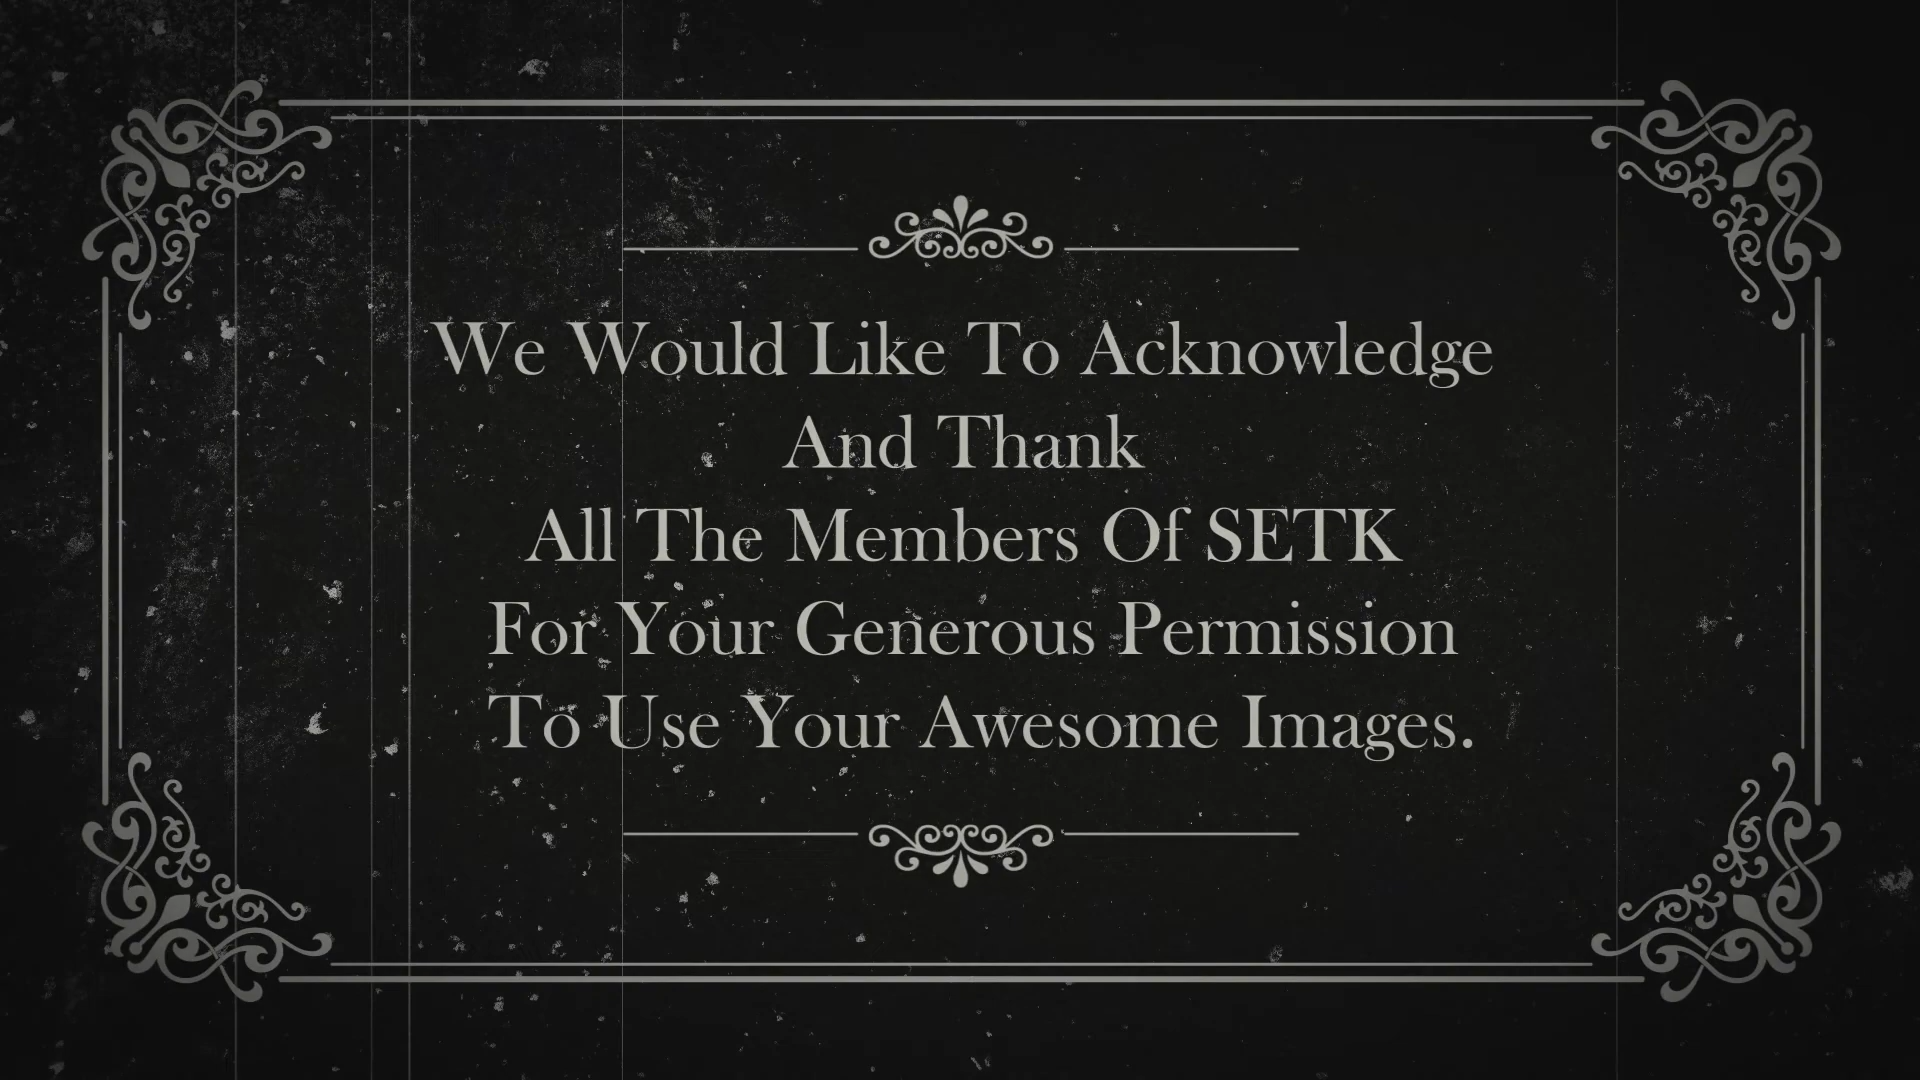 We Would Like To Acknowledge
And Thank
All The Members Of SETK
For Your Generous Permission
To Use Your Awesome Images.